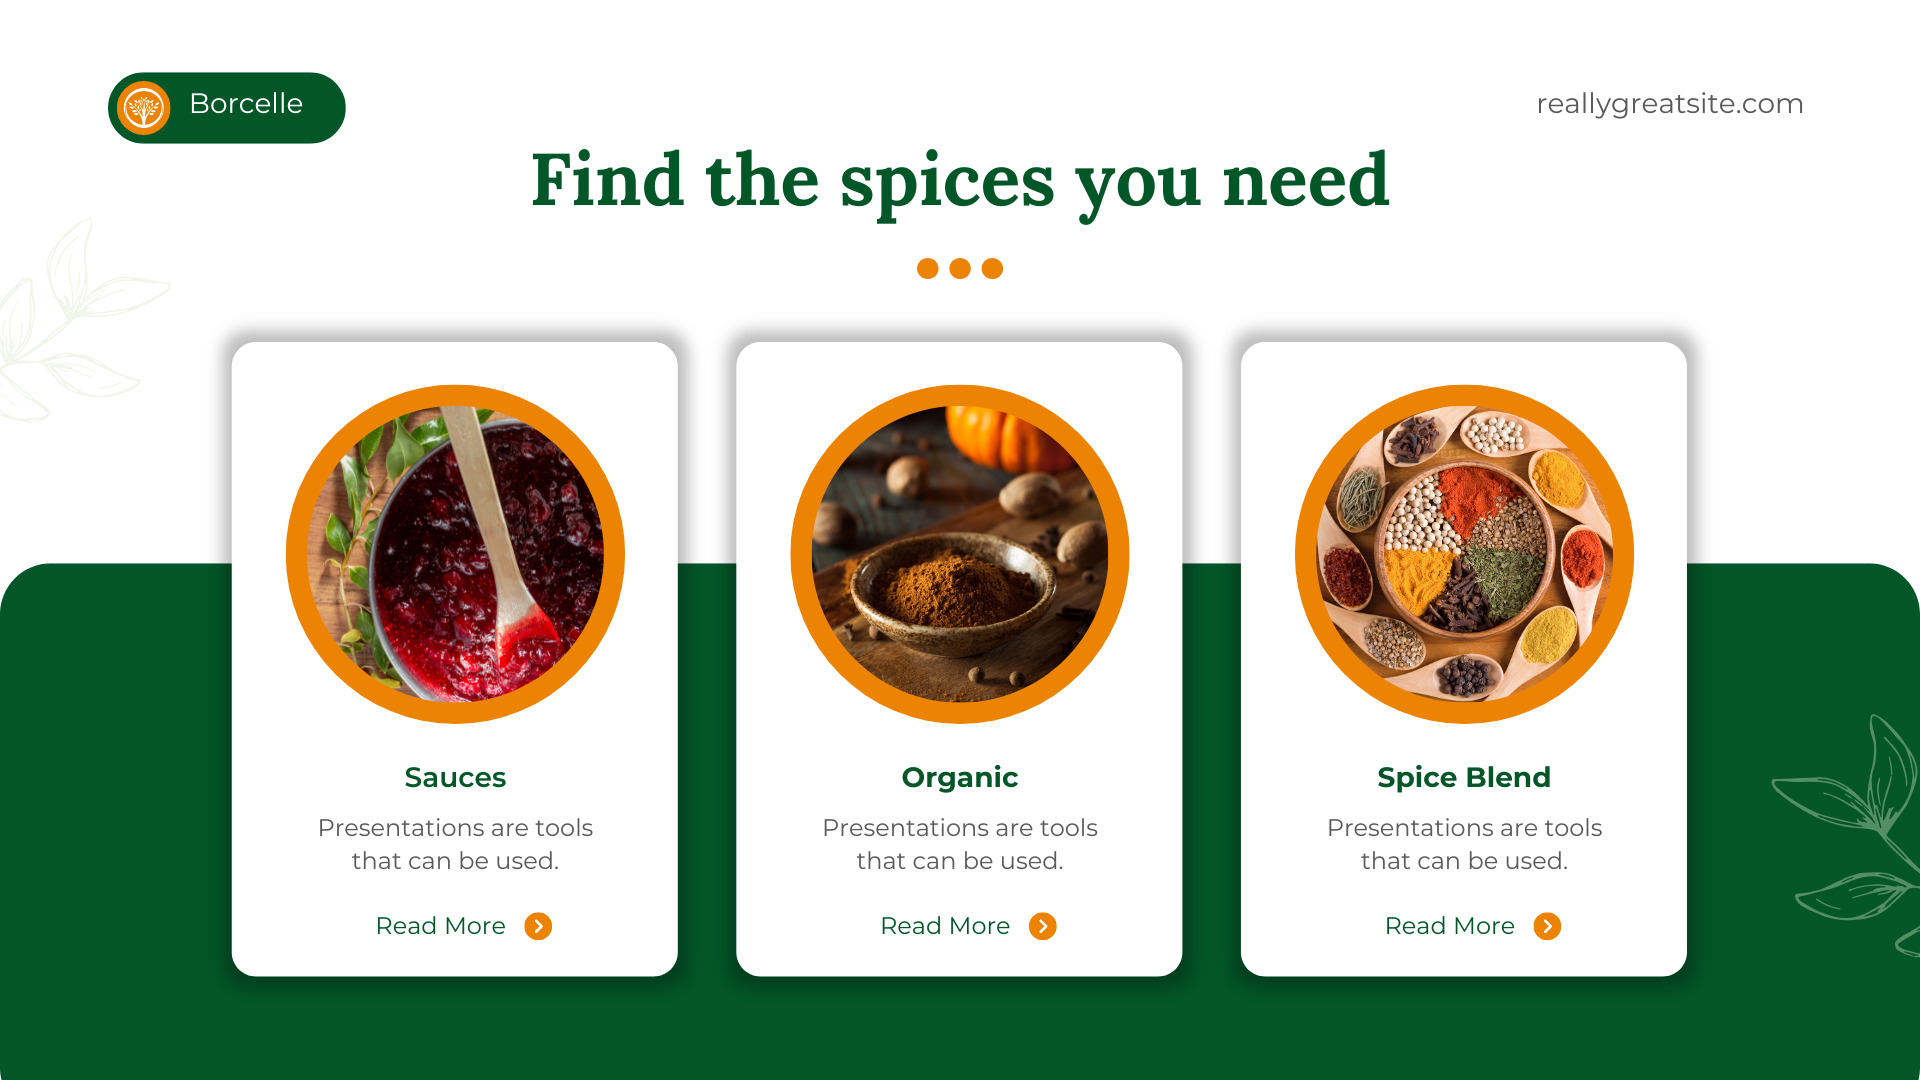 Borcelle
reallygreatsite.com
Find the spices you need
Sauces
Presentations are tools
that can be used.
Read More
Organic
Presentations are tools
that can be used.
Read More
Spice Blend
Presentations are tools
that can be used.
Read More